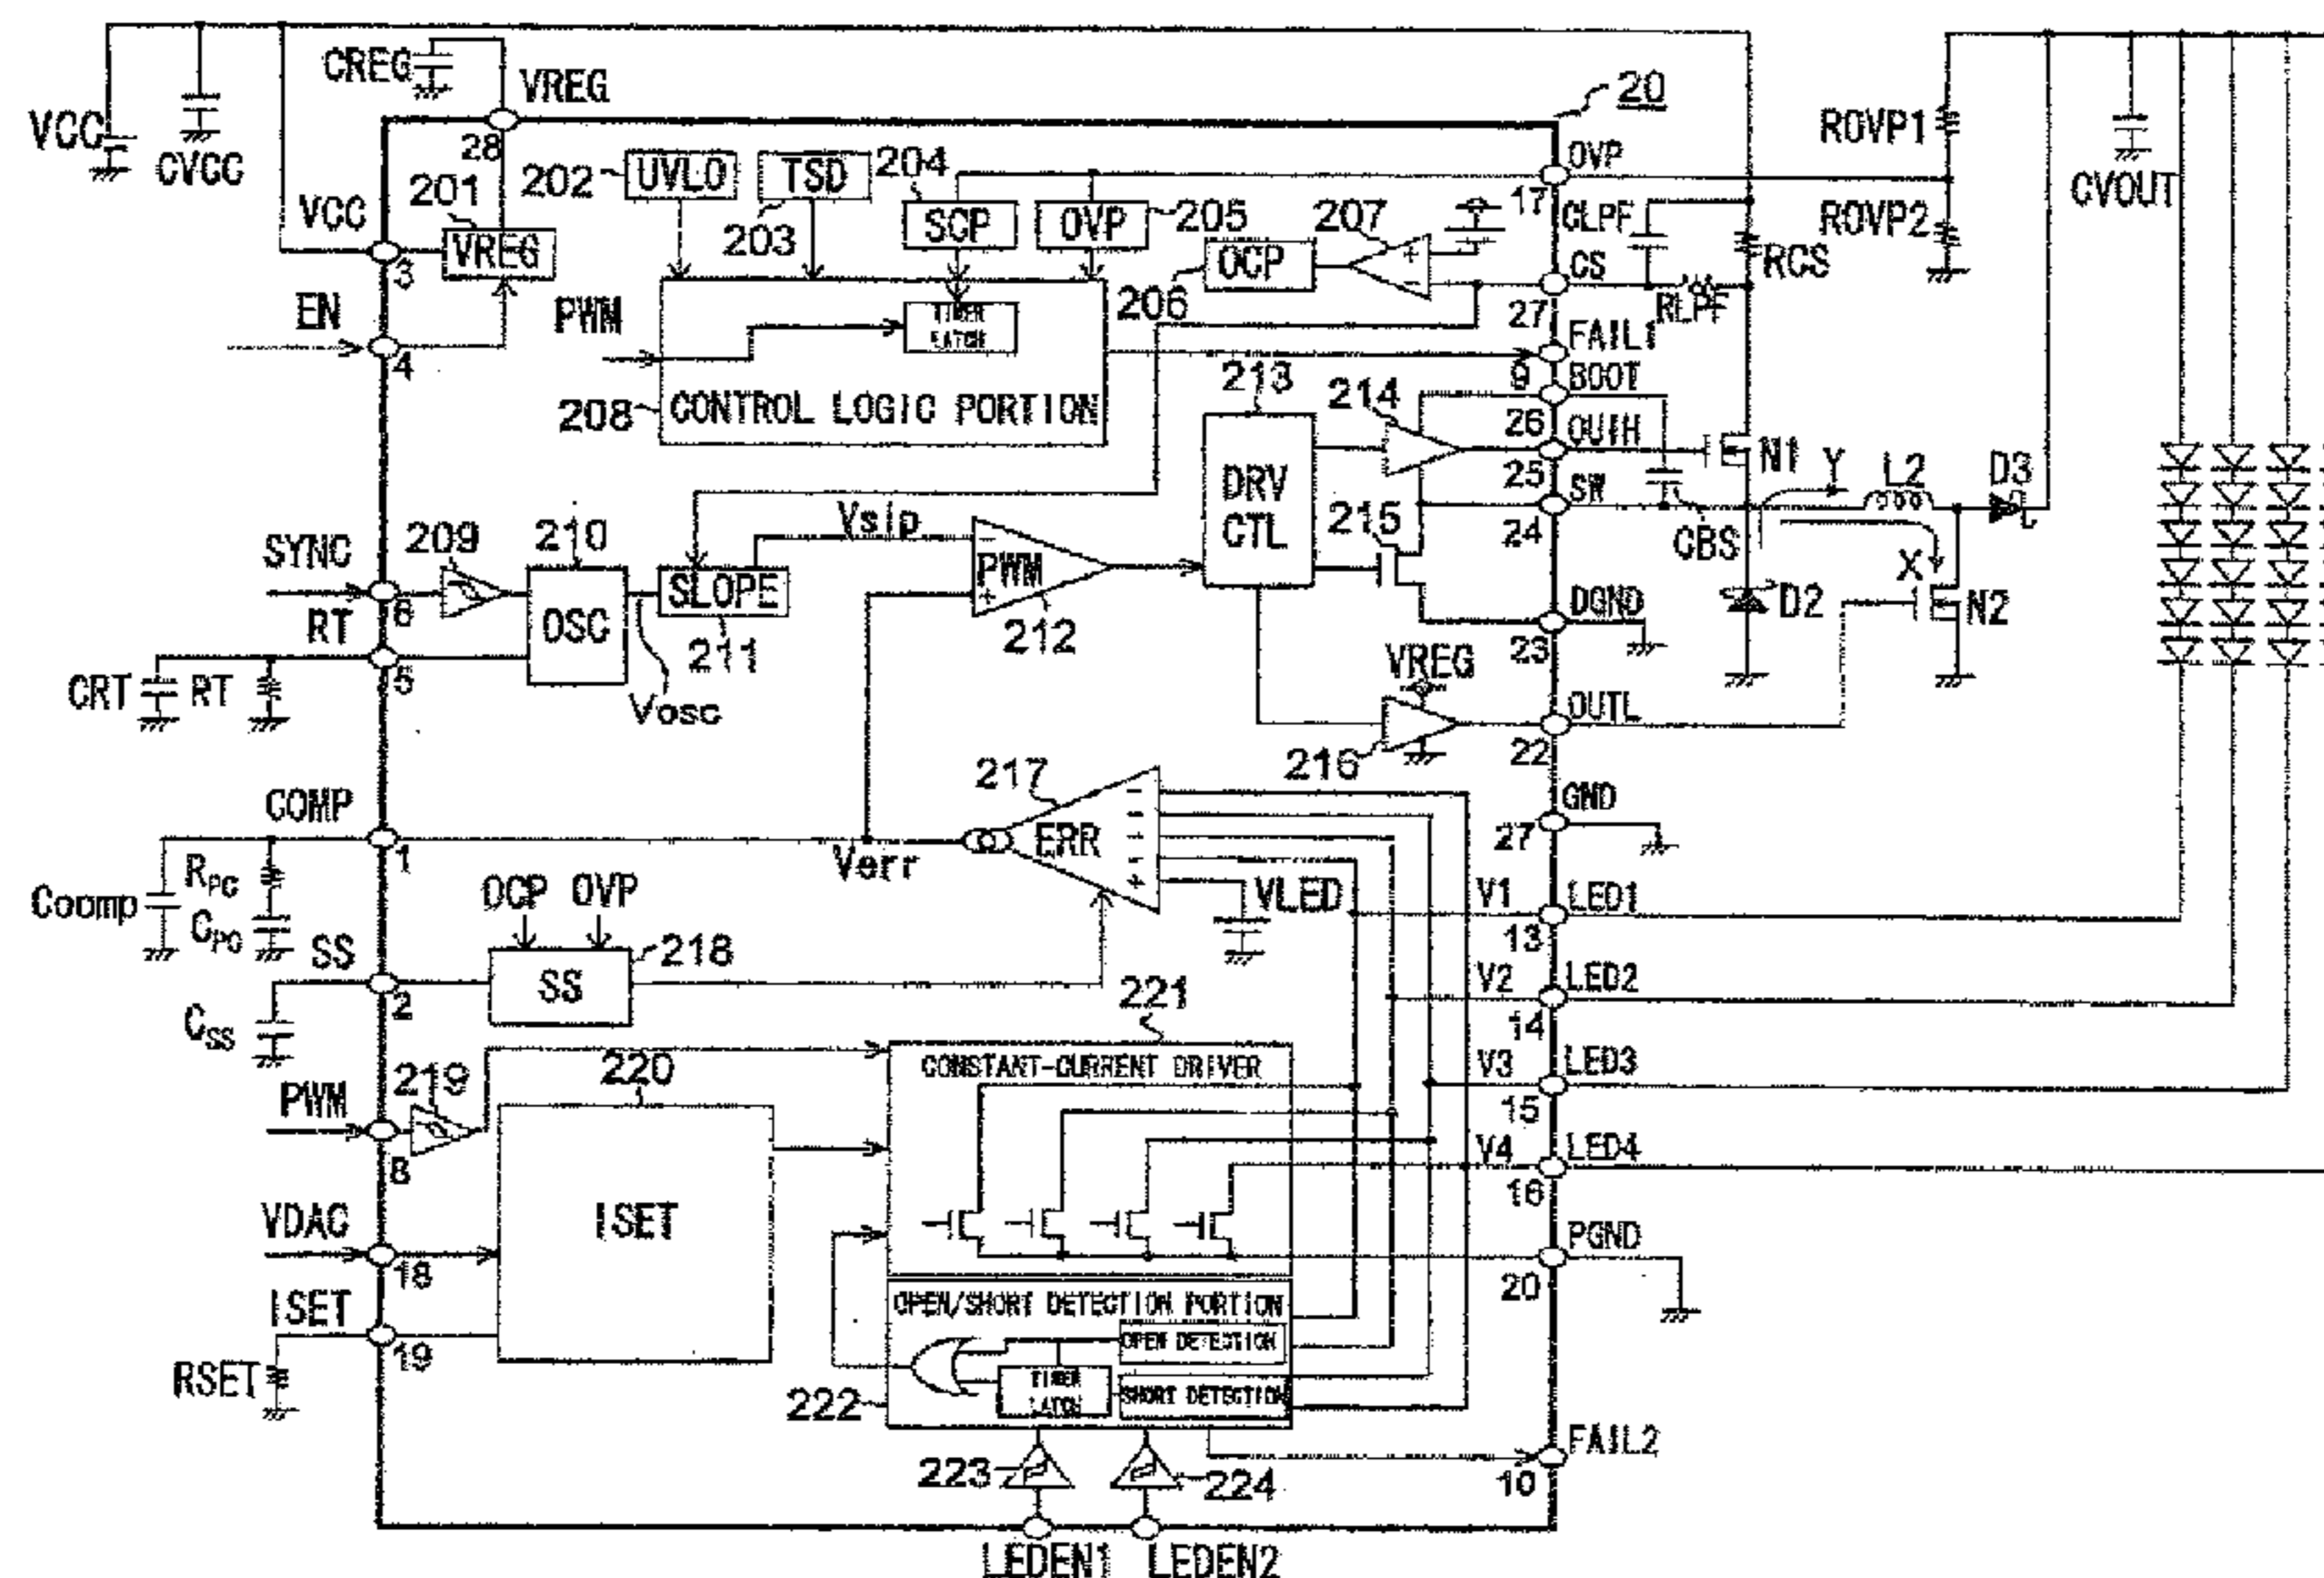 CREG
VREG
28
20
VCC
CVCC
VCC
3
201
VREG
202
UVLO
TSD
203
204
SCP
OVP
205
206
OCP
207
OVP
17
ROVP1
ROVP2
CVOUT
CLPF
RCS
CS
27
RLPF
EN
4
PWM
TIMER
LATCH
208
CONTROL LOGIC PORTION
FAIL1
9
BOOT
26
213
214
OUTH
25
N1
Y
L2
D3
SW
24
CBS
X
N2
D2
DRV
CTL
215
DGND
23
SYNC
6
209
210
OSC
Vslp
SLOPE
211
PWM
212
RT
5
CRT
RT
Vosc
VREG
216
OUTL
22
COMP
1
RPC
Ccomp
CPC
Verr
217
ERR
VLED
GND
27
OCP OVP
SS
2
SS
218
CSS
V1
LED1
13
V2
LED2
14
V3
LED3
15
V4
LED4
16
PGND
20
221
CONSTANT-CURRENT DRIVER
PWM
8
219
220
ISET
VDAC
18
ISET
19
RSET
OPEN/SHORT DETECTION PORTION
OPEN DETECTION
TIMER
LATCH
SHORT DETECTION
222
223
224
FAIL2
10
LEDEN1 LEDEN2